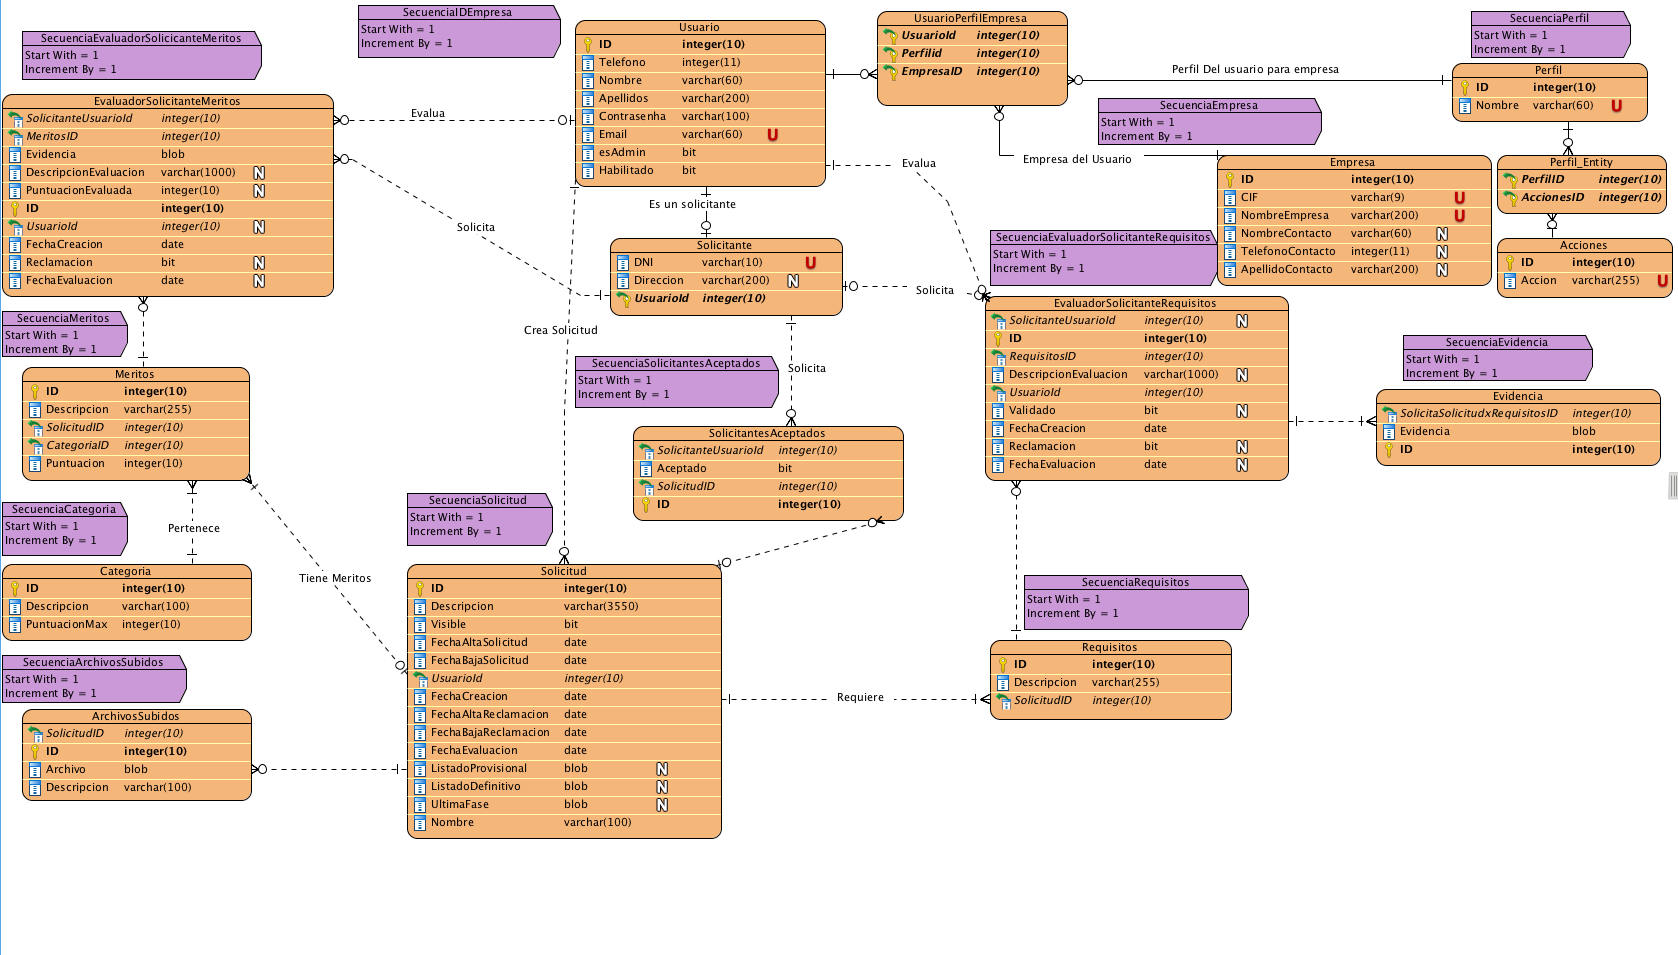 SecuenciaEvaluadorSolicicanteMeritos
Start With = 1
Increment By = 1
SecuenciaIDEmpresa
Start With = 1
Increment By = 1
Usuario
ID integer(10)
Telefono integer(11)
Nombre varchar(60)
Apellidos varchar(200)
Contrasenha varchar(100)
Email varchar(60) U
esAdmin bit
Habilitado bit
UsuarioPerfilEmpresa
UsuarioId integer(10)
Perfilid integer(10)
EmpresaID integer(10)
SecuenciaPerfil
Start With = 1
Increment By = 1
Perfil Del usuario para empresa
Perfil
ID integer(10)
Nombre varchar(60) U
EvaluadorSolicitanteMeritos
SolicitanteUsuarioId integer(10)
MeritosID integer(10)
Evidencia blob
DescripcionEvaluacion varchar(1000) N
PuntuacionEvaluada integer(10) N
ID integer(10)
UsuarioId integer(10) N
FechaCreacion date
Reclamacion bit N
FechaEvaluacion date N
Evalua
SecuenciaEmpresa
Start With = 1
Increment By = 1
Empresa del Usuario
Evalua
Empresa
ID integer(10)
CIF varchar(9) U
NombreEmpresa varchar(200) U
NombreContacto varchar(60) N
TelefonoContacto integer(11) N
ApellidoContacto varchar(200) N
Perfil_Entity
PerfilID integer(10)
AccionesID integer(10)
Acciones
ID integer(10)
Accion varchar(255) U
Es un solicitante
Solicita
Solicitante
DNI varchar(10) U
Direccion varchar(200) N
UsuarioId integer(10)
SecuenciaEvaluadorSolicitanteRequisitos
Start With = 1
Increment By = 1
Solicita
EvaluadorSolicitanteRequisitos
SolicitanteUsuarioId integer(10) N
ID integer(10)
RequisitosID integer(10)
DescripcionEvaluacion varchar(1000) N
UsuarioId integer(10)
Validado bit N
FechaCreacion date
Reclamacion bit N
FechaEvaluacion date N
SecuenciaMeritos
Start With = 1
Increment By = 1
Crea Solicitud
SecuenciaSolicitantesAceptados
Start With = 1
Increment By = 1
Solicita
SecuenciaEvidencia
Start With = 1
Increment By = 1
Evidencia
SolicitaSolicitudxRequisitosID integer(10)
Evidencia blob
ID integer(10)
Meritos
ID integer(10)
Descripcion varchar(255)
SolicitudID integer(10)
CategoriaID integer(10)
Puntuacion integer(10)
SolicitantesAceptados
SolicitanteUsuarioId integer(10)
Aceptado bit
SolicitudID integer(10)
ID integer(10)
SecuenciaCategoria
Start With = 1
Increment By = 1
Pertenece
SecuenciaSolicitud
Start With = 1
Increment By = 1
Categoria
ID integer(10)
Descripcion varchar(100)
PuntuacionMax integer(10)
Tiene Meritos
Solicitud
ID integer(10)
Descripcion varchar(3550)
Visible bit
FechaAltaSolicitud date
FechaBajaSolicitud date
UsuarioId integer(10)
FechaCreacion date
FechaAltaReclamacion date
FechaBajaReclamacion date
FechaEvaluacion date
ListadoProvisional blob N
ListadoDefinitivo blob N
UltimaFase blob N
Nombre varchar(100)
SecuenciaRequisitos
Start With = 1
Increment By = 1
Requiere
Requisitos
ID integer(10)
Descripcion varchar(255)
SolicitudID integer(10)
SecuenciaArchivosSubidos
Start With = 1
Increment By = 1
ArchivosSubidos
SolicitudID integer(10)
ID integer(10)
Archivo blob
Descripcion varchar(100)